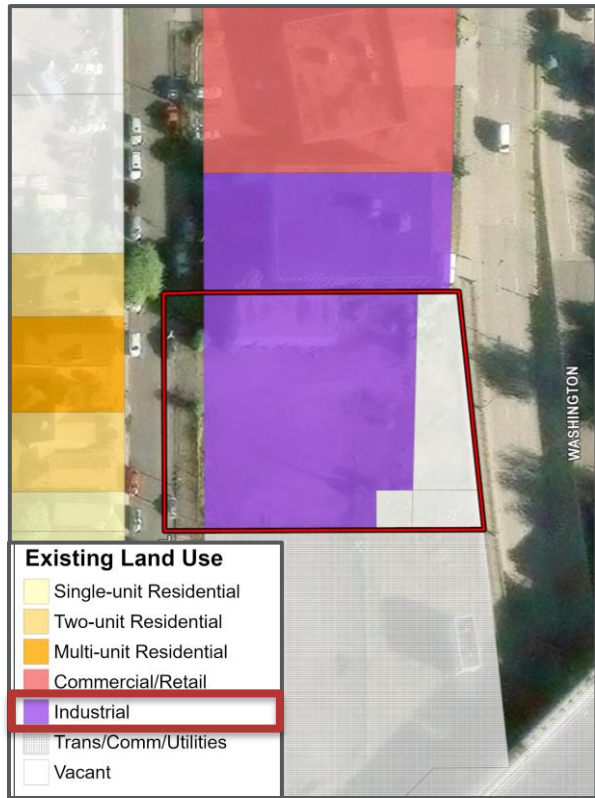 WASHINGTON
Existing Land Use
Single-unit Residential
Two-unit Residential
Multi-unit Residential
Commercial/Retail
Industrial
Trans/Comm/Utilities
Vacant